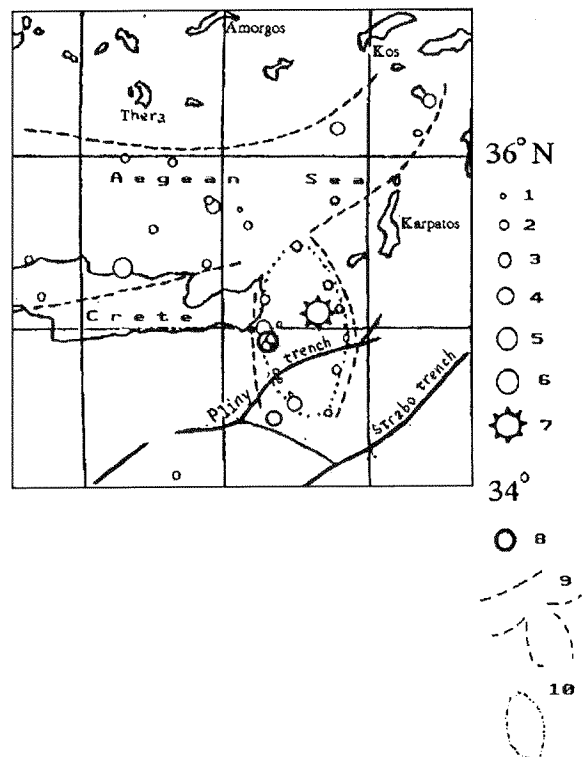 Amorgos
Kos
Thera
36° N
Aegean Sea
1
2
Karpatos
3
4
Crete
5
Pliny trench
Strabo trench
6
7
34°
8
9
10